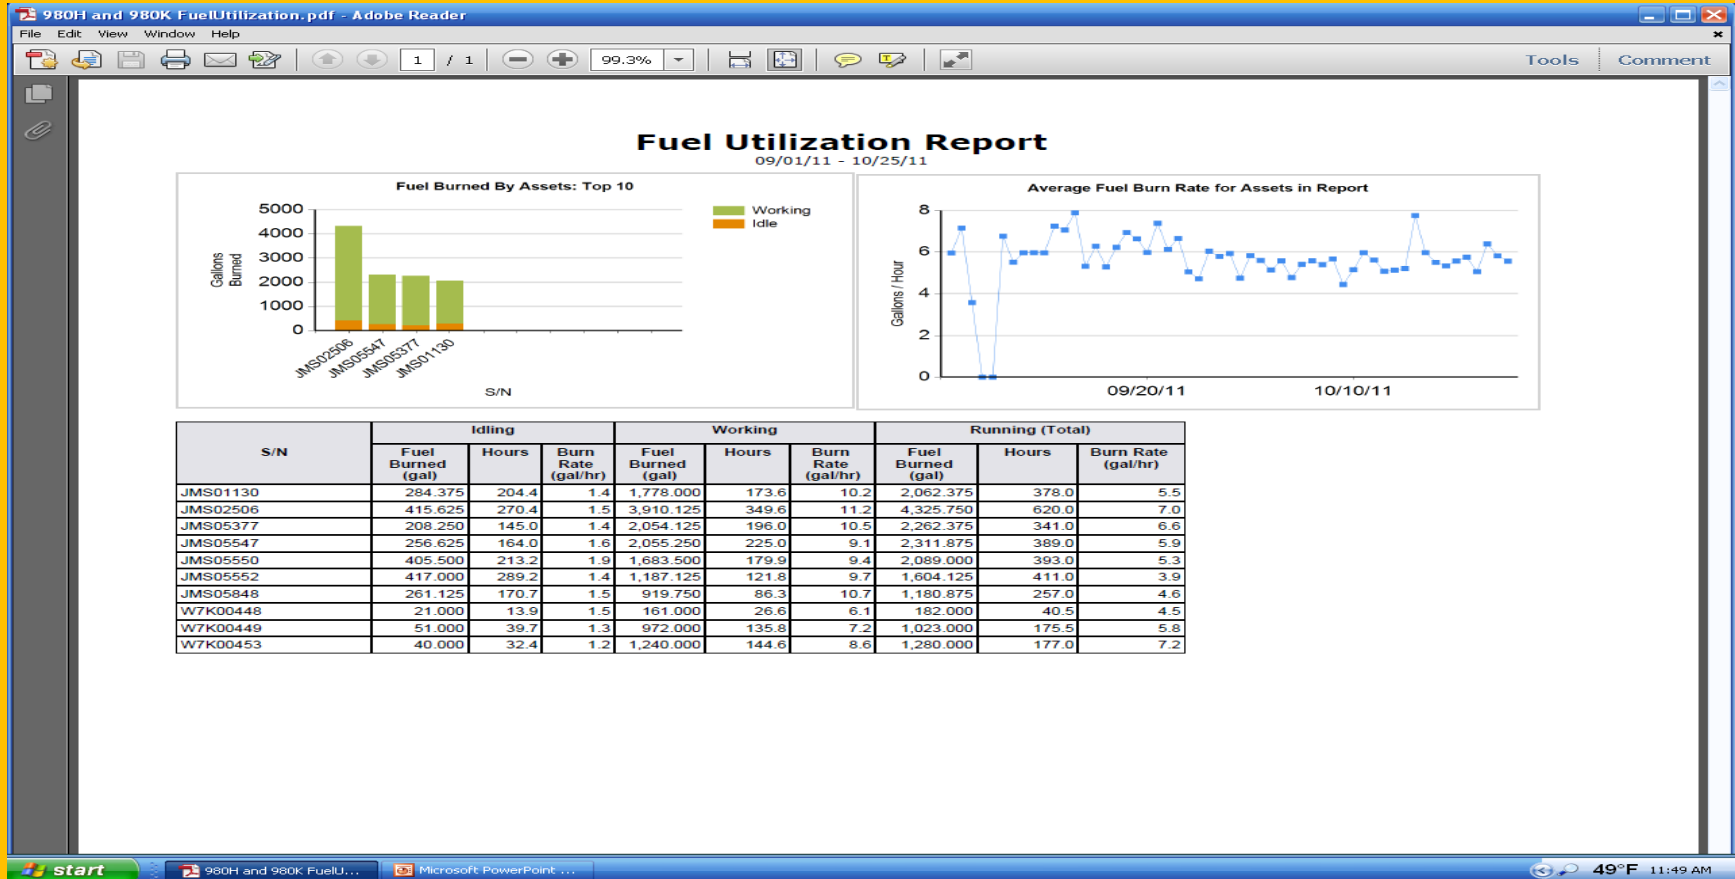 980H and 980K FuelUtilization.pdf - Adobe Reader
File Edit View Window Help
1 / 1 99.3% Tools Comment
Fuel Utilization Report
09/01/11 - 10/25/11
Fuel Burned By Assets: Top 10
5000
4000
3000
2000
1000
0
Gallons
Burned
JMS02506
JMS05547
JMS05377
JMS01130
S/N
Working
Idle
Average Fuel Burn Rate for Assets in Report
8
6
4
2
0
Gallons / Hour
09/20/11 10/10/11
S/N Idling Working Running (Total)
Fuel Burned (gal) Hours Burn Rate (gal/hr) Fuel Burned (gal) Hours Burn Rate (gal/hr) Fuel Burned (gal) Hours Burn Rate (gal/hr)
JMS01130 284.375 204.4 1.4 1,778.000 173.6 10.2 2,062.375 378.0 5.5
JMS02506 415.625 270.4 1.5 3,910.125 349.6 11.2 4,325.750 620.0 7.0
JMS05377 208.250 145.0 1.4 2,054.125 196.0 10.5 2,262.375 341.0 6.6
JMS05547 256.625 164.0 1.6 2,055.250 225.0 9.1 2,311.875 389.0 5.9
JMS05550 405.500 213.2 1.9 1,683.500 179.9 9.4 2,089.000 393.0 5.3
JMS05552 417.000 289.2 1.4 1,187.125 121.8 9.7 1,604.125 411.0 3.9
JMS05848 261.125 170.7 1.5 919.750 86.3 10.7 1,180.875 257.0 4.6
W7K00448 21.000 13.9 1.5 161.000 26.6 6.1 182.000 40.5 4.5
W7K00449 51.000 39.7 1.3 972.000 135.8 7.2 1,023.000 175.5 5.8
W7K00453 40.000 32.4 1.2 1,240.000 144.6 8.6 1,280.000 177.0 7.2
start 980H and 980K FuelU... Microsoft PowerPoint ... 49°F 11:49 AM